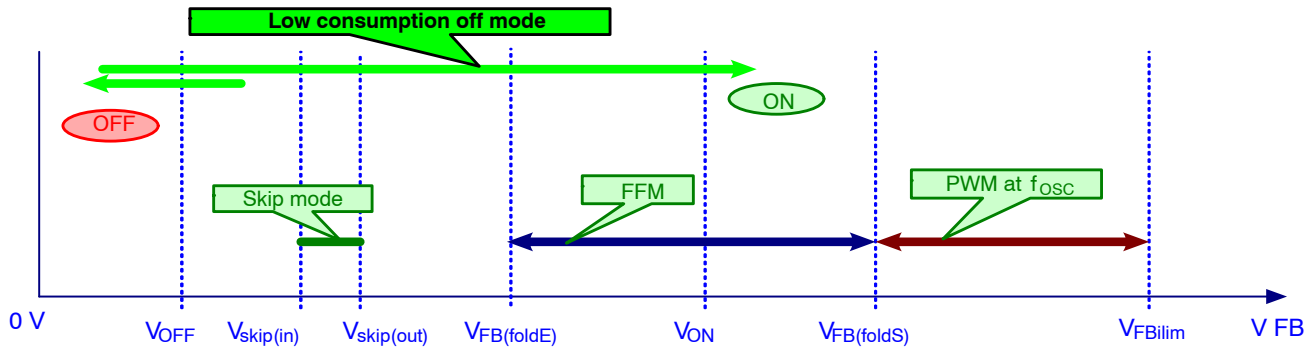 Low consumption off mode
OFF
ON
Skip mode
FFM
PWM at fOSC
0 V
VOFF
Vskip(in)
Vskip(out)
VFB(foldE)
VON
VFB(foldS)
VFBilim
V FB